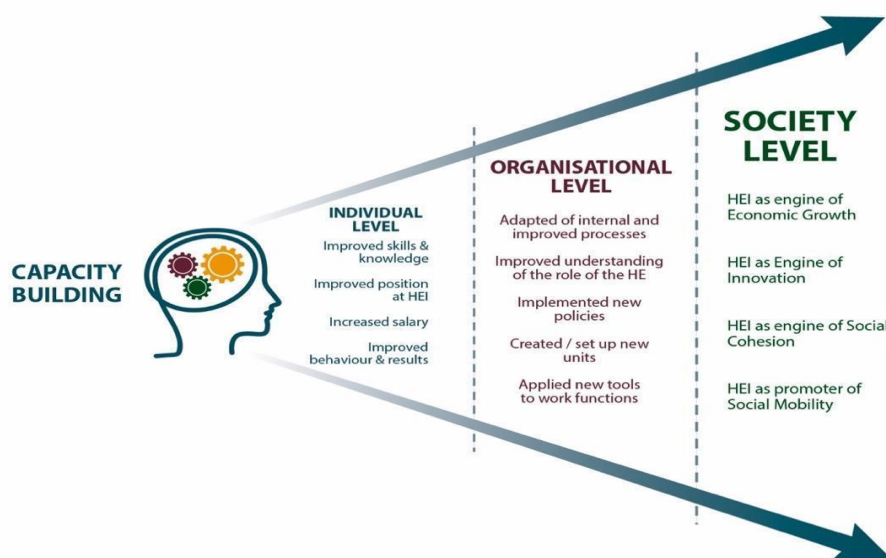 CAPACITY
BUILDING
INDIVIDUAL
LEVEL
Improved skills &
knowledge
Improved position
at HEI
Increased salary
Improved
behaviour & results
ORGANISATIONAL
LEVEL
Adapted of internal and
improved processes
Improved understanding
of the role of the HE
Implemented new
policies
Created / set up new
units
Applied new tools
to work functions
SOCIETY
LEVEL
HEI as engine of
Economic Growth
HEI as Engine of
Innovation
HEI as engine of Social
Cohesion
HEI as promoter of
Social Mobility